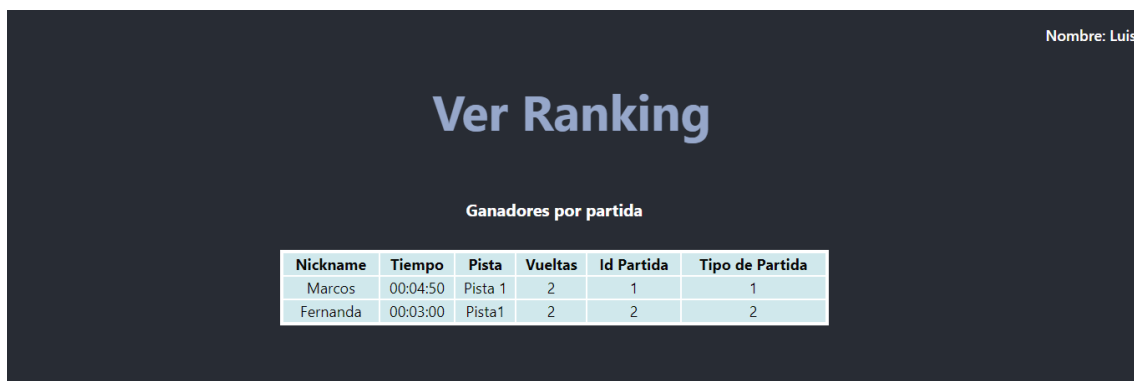 Nombre: Luis
Ver Ranking
Ganadores por partida
Nickname Tiempo Pista Vueltas Id Partida Tipo de Partida
Marcos 00:04:50 Pista 1 2 1 1
Fernanda 00:03:00 Pista1 2 2 2